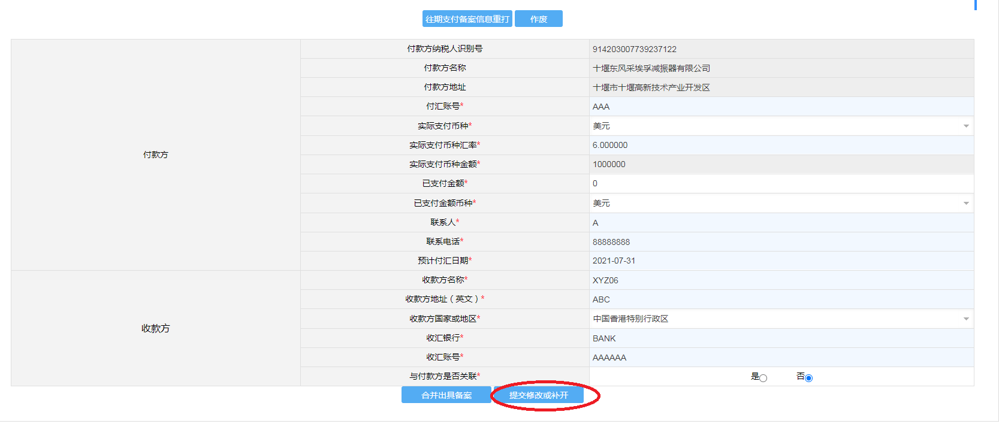 往期支付备案信息重打 作废
付款方纳税人识别号 914203007739237122
付款方名称 十堰东风采埃孚减振器有限公司
付款方地址 十堰市十堰高新技术产业开发区
付汇账号* AAA
实际支付币种* 美元
实际支付币种汇率* 6.000000
付款方
实际支付币种金额* 1000000
已支付金额* 0
已支付金额币种* 美元
联系人* A
联系电话* 88888888
预计付汇日期* 2021-07-31
收款方名称* XYZ06
收款方地址（英文）* ABC
收款方国家或地区* 中国香港特别行政区
收款方
收汇银行* BANK
收汇账号* AAAAAA
与付款方是否关联* 是 否
合并出具备案 提交修改或补开